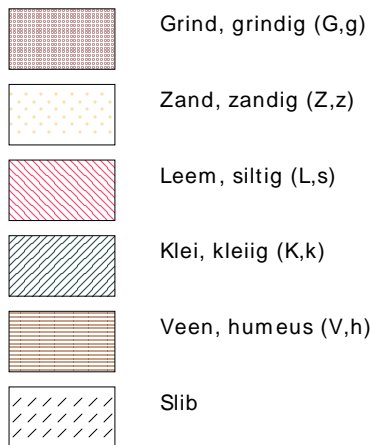 Grind, grindig (G,g)
Zand, zandig (Z,z)
Leem, siltig (L,s)
Klei, kleiig (K,k)
Veen, humeus (V,h)
Slib